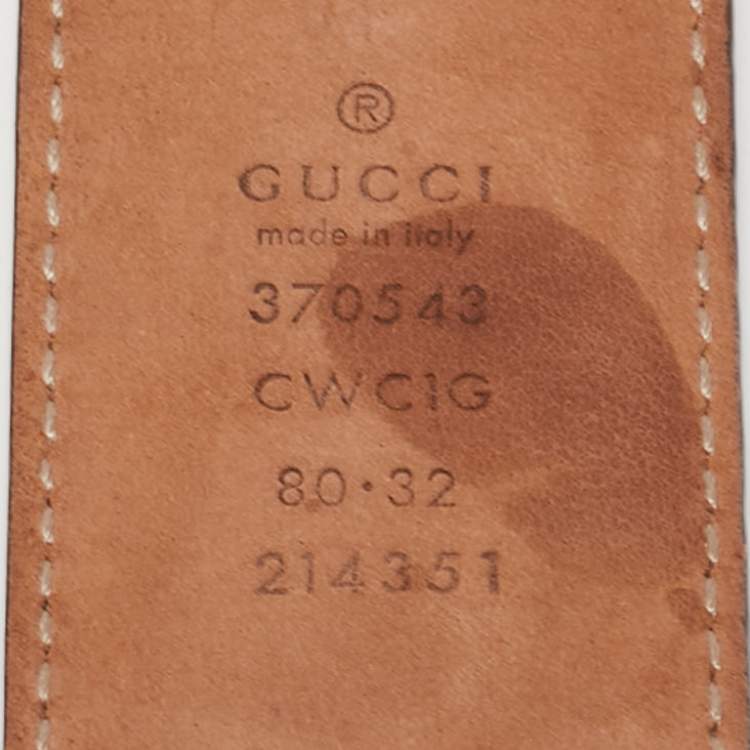 ®
GUCCI
made in italy
370543
CWC1G
80·32
214351